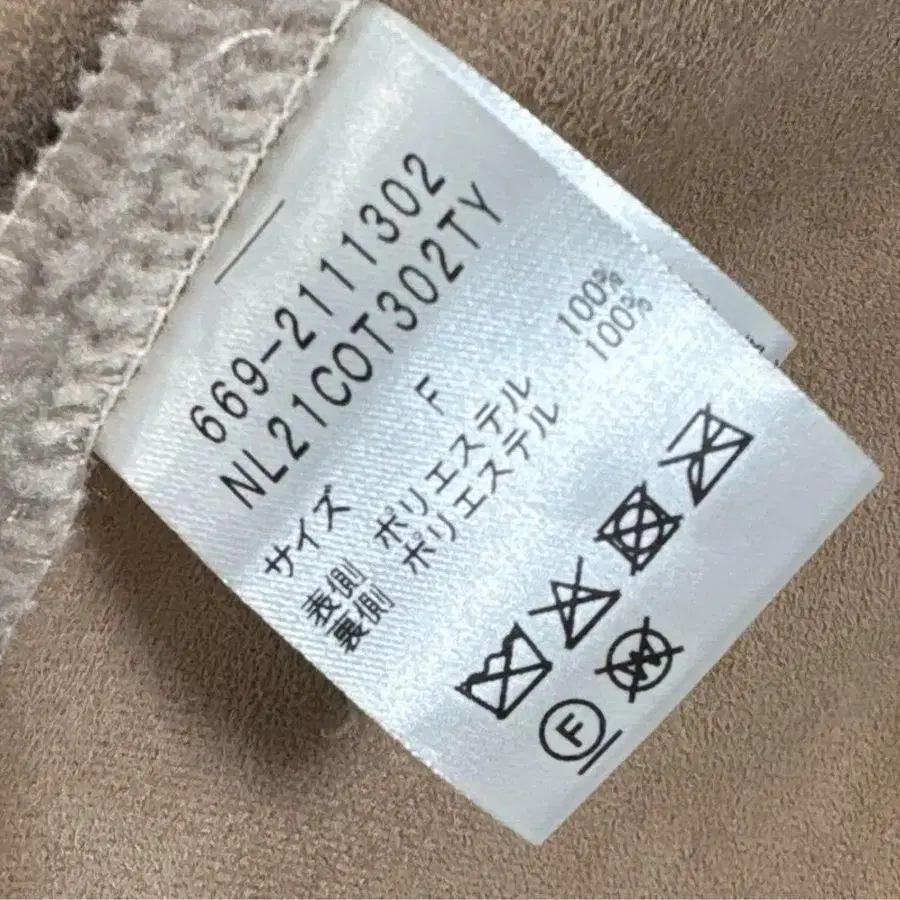 669-2111302
NL21COT302TY
サイズ F
表側 ポリエステル 100%
裏側 ポリエステル 100%
F
W